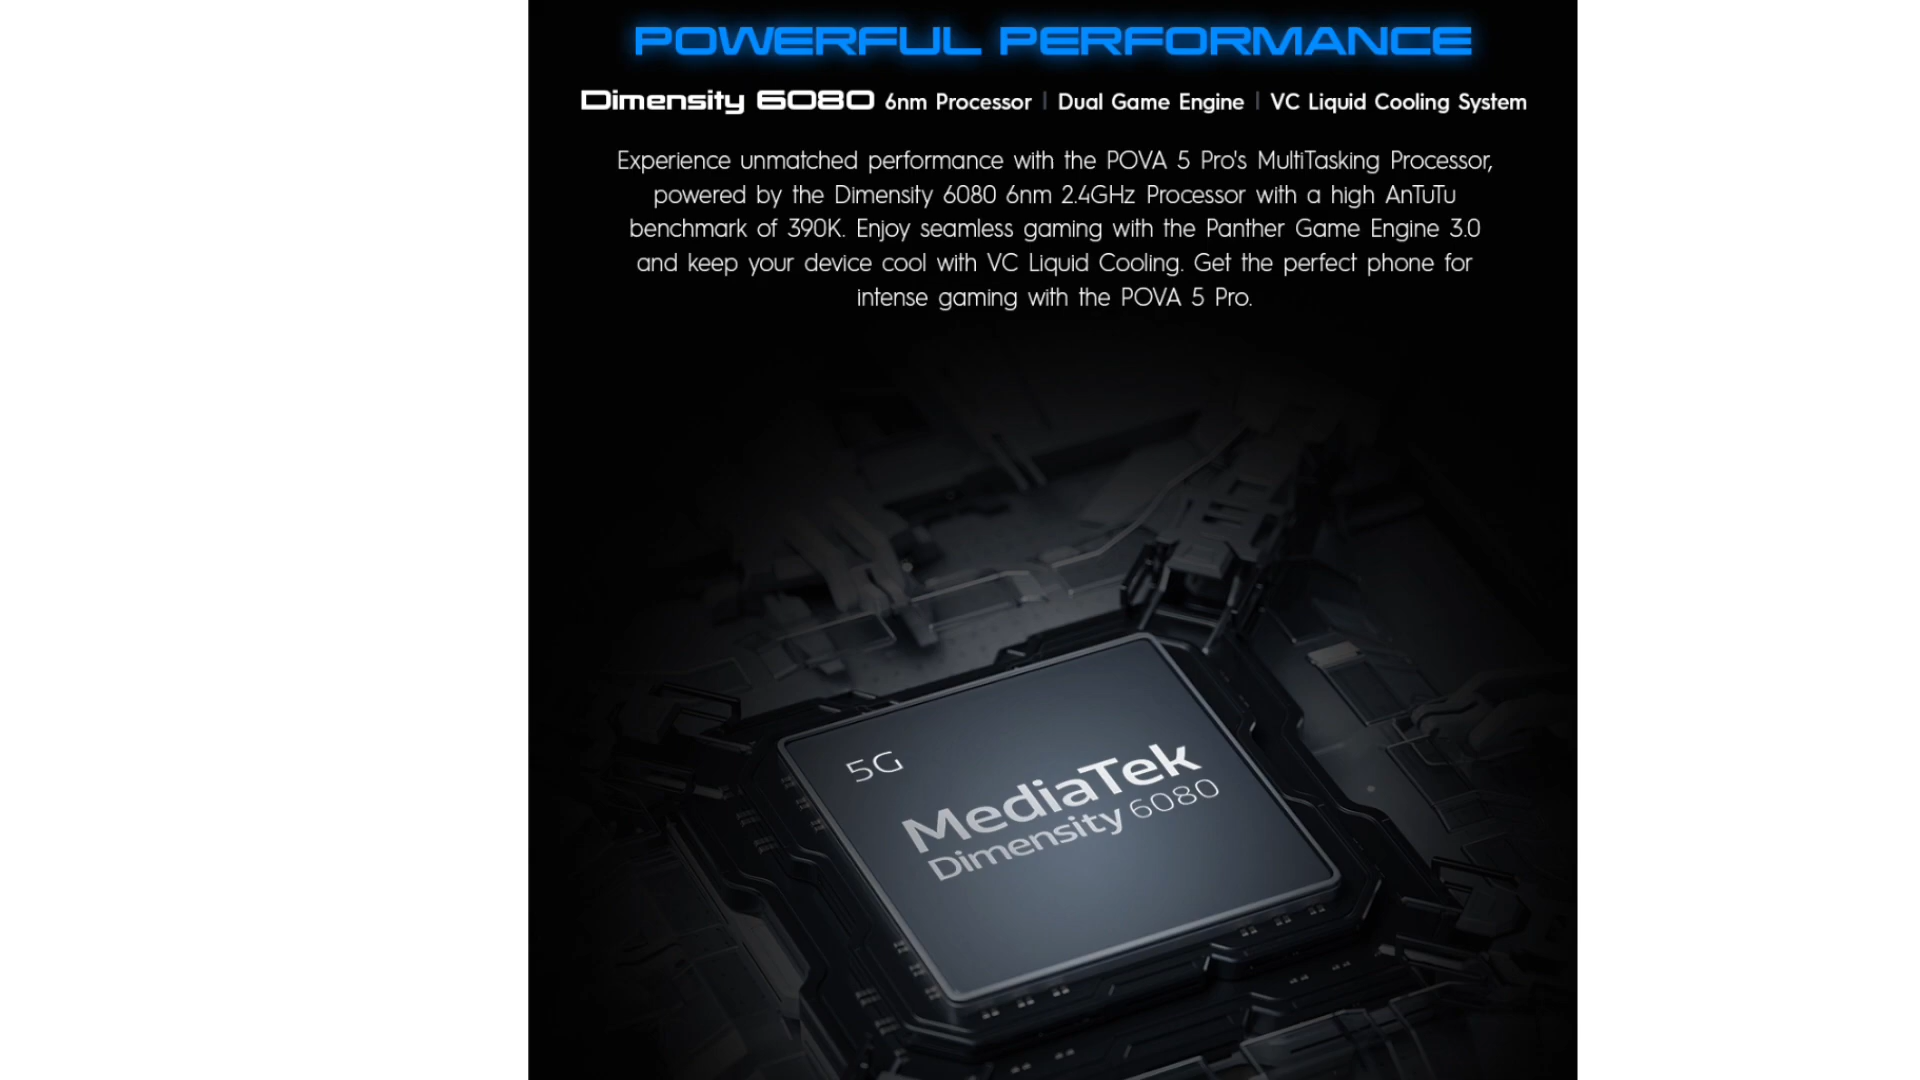 POWERFUL PERFORMANCE
Dimensity 6080 6nm Processor | Dual Game Engine | VC Liquid Cooling System
Experience unmatched performance with the POVA 5 Pro's MultiTasking Processor,
powered by the Dimensity 6080 6nm 2.4GHz Processor with a high AnTuTu
benchmark of 390K. Enjoy seamless gaming with the Panther Game Engine 3.0
and keep your device cool with VC Liquid Cooling. Get the perfect phone for
intense gaming with the POVA 5 Pro.
5G
MediaTek
Dimensity 6080